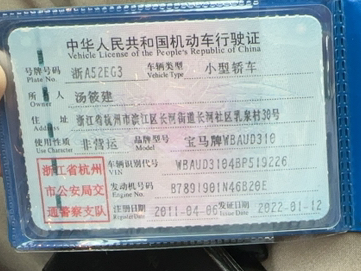 中华人民共和国机动车行驶证
Vehicle License of the People's Republic of China
号牌号码 浙A52EG3 车辆类型 小型轿车
Plate No. Vehicle Type
所有人 汤筱建
Owner
住址 浙江省杭州市滨江区长河街道长河社区乳泉村30号
Address
使用性质 非营运 品牌型号 宝马牌WBAUD310
Use Character Model
浙江省杭州 车辆识别代号 WBAUD3104BP519226
VIN
市公安局交 发动机号码 B7891901N46B20E
Engine No.
通警察支队 注册日期 2011-04-06 发证日期 2022-01-12
Register Date Issue Date